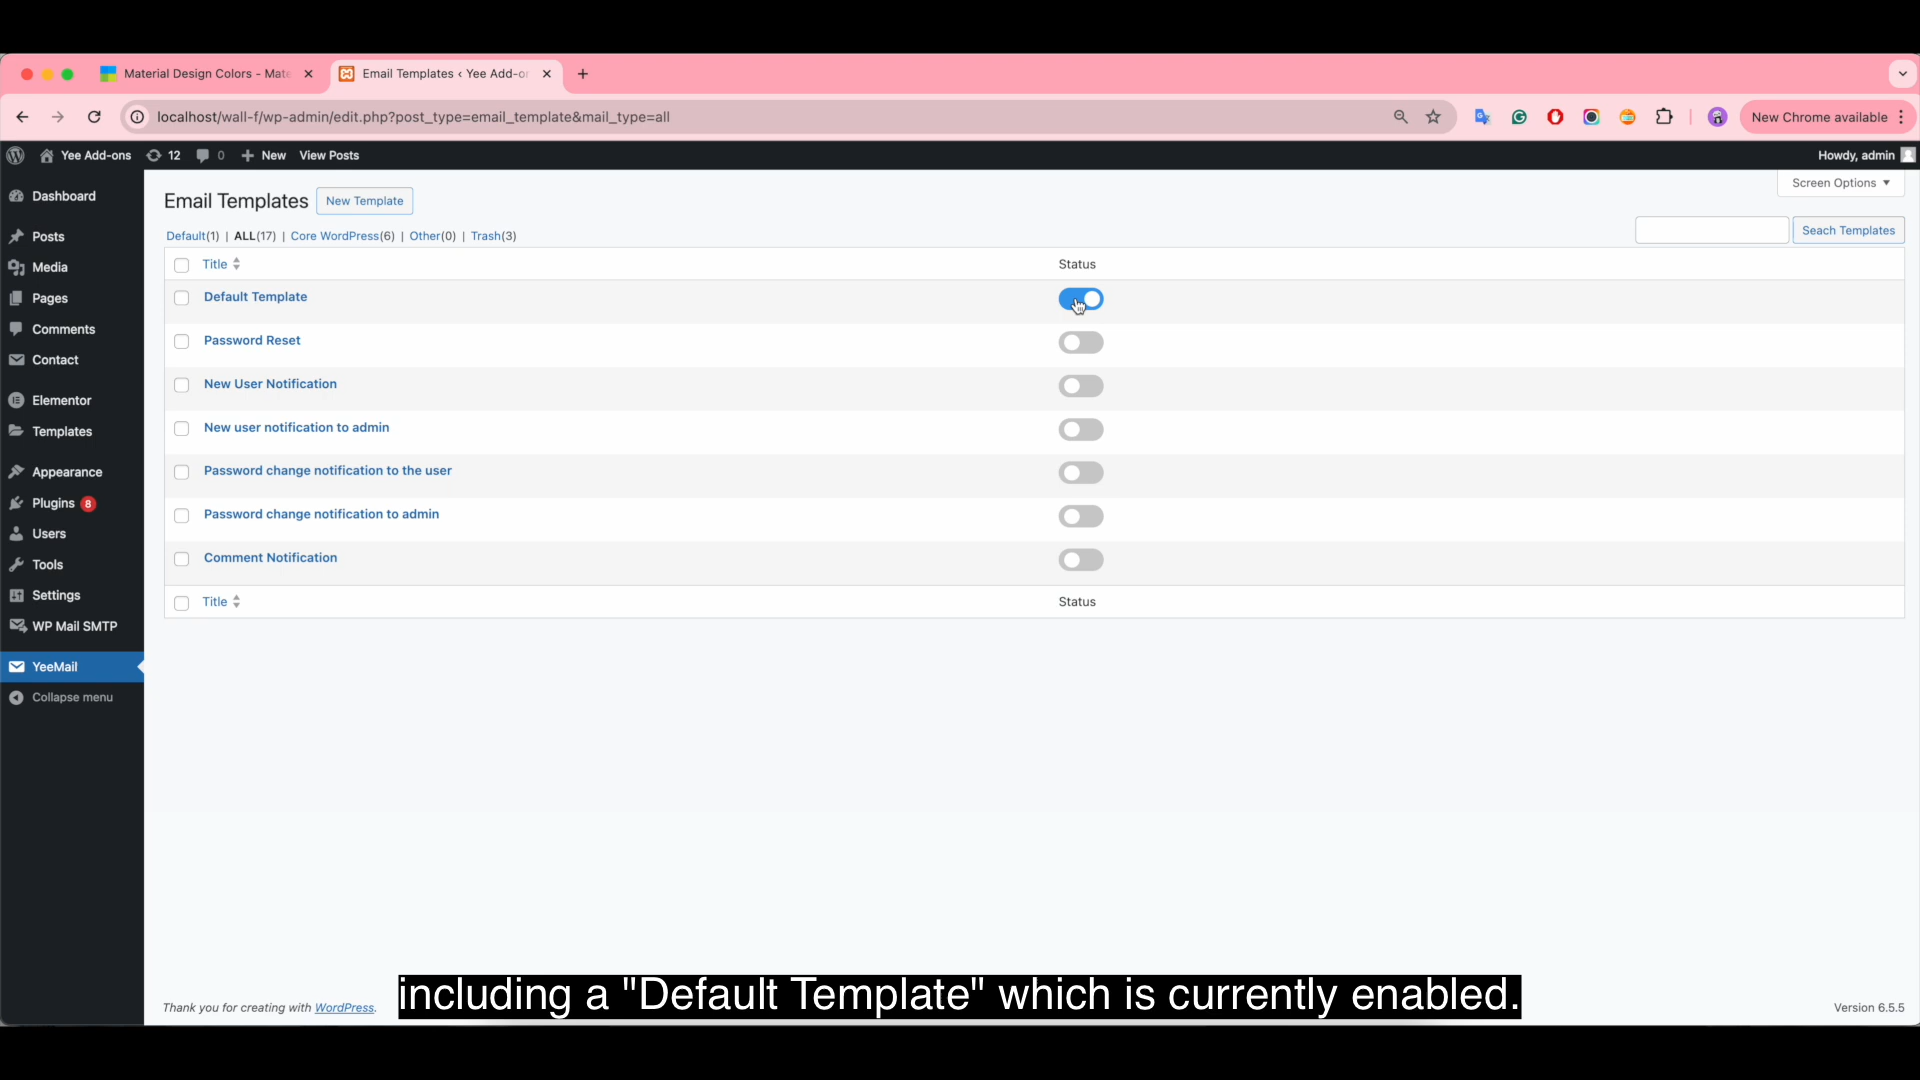 Material Design Colors - Mate
Email Templates ‹ Yee Add-on
localhost/wall-f/wp-admin/edit.php?post_type=email_template&mail_type=all
New Chrome available
Yee Add-ons
12
0
New
View Posts
Howdy, admin
Dashboard
Posts
Media
Pages
Comments
Contact
Elementor
Templates
Appearance
Plugins 8
Users
Tools
Settings
WP Mail SMTP
YeeMail
Collapse menu
Screen Options
Email Templates
New Template
Default(1) | ALL(17) | Core WordPress(6) | Other(0) | Trash(3)
Seach Templates
Title
Status
Default Template
Password Reset
New User Notification
New user notification to admin
Password change notification to the user
Password change notification to admin
Comment Notification
Title
Status
Thank you for creating with WordPress.
Version 6.5.5
including a "Default Template" which is currently enabled.